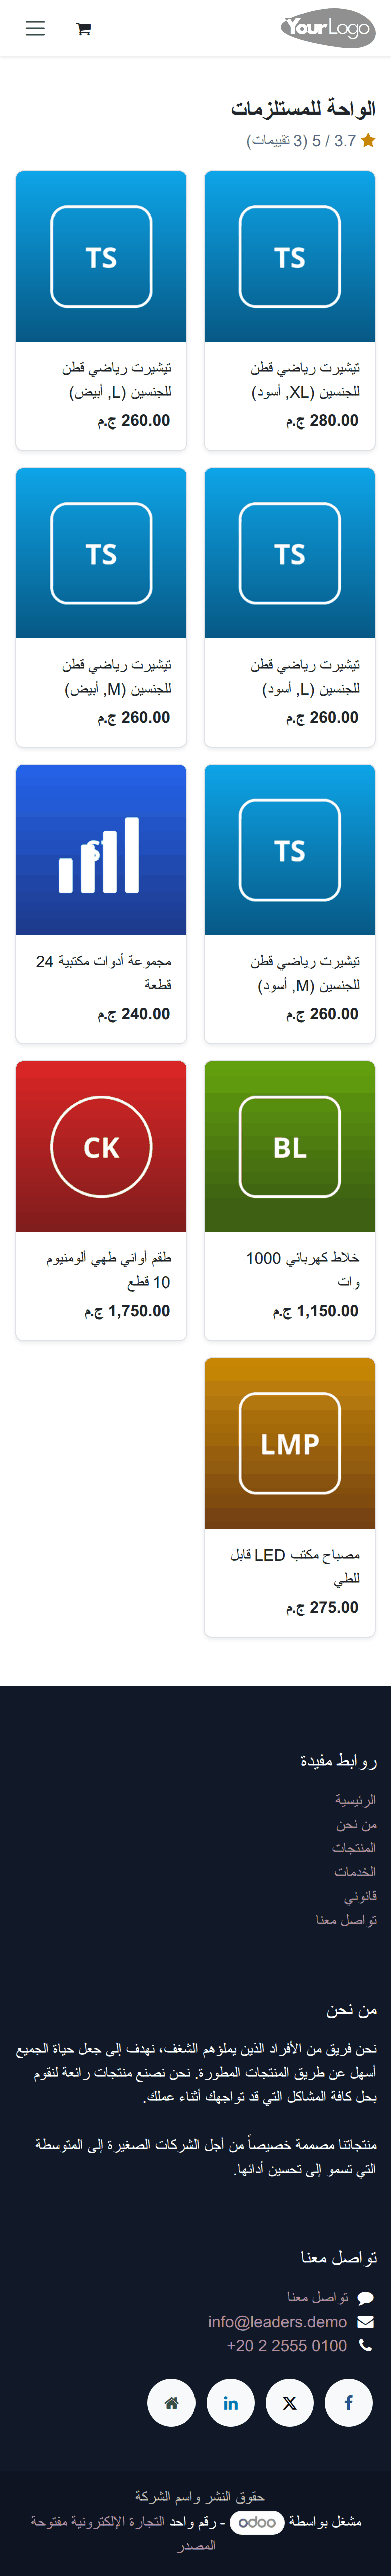 YourLogo
الواحة للمستلزمات
3.7 / 5 (3 تقييمات)
TS
تيشيرت رياضي قطن
للجنسين (XL, أسود)
280.00 ج.م
TS
تيشيرت رياضي قطن
للجنسين (L, أبيض)
260.00 ج.م
TS
تيشيرت رياضي قطن
للجنسين (L, أسود)
260.00 ج.م
TS
تيشيرت رياضي قطن
للجنسين (M, أبيض)
260.00 ج.م
TS
تيشيرت رياضي قطن
للجنسين (M, أسود)
260.00 ج.م
مجموعة أدوات مكتبية 24
قطعة
240.00 ج.م
BL
خلاط كهربائي 1000
وات
1,150.00 ج.م
CK
طقم أواني طهي ألومنيوم
10 قطع
1,750.00 ج.م
LMP
مصباح مكتب LED قابل
للطي
275.00 ج.م
روابط مفيدة
الرئيسية
من نحن
المنتجات
الخدمات
قانوني
تواصل معنا
من نحن
نحن فريق من الأفراد الذين يملؤهم الشغف، نهدف إلى جعل حياة الجميع
أسهل عن طريق المنتجات المطورة. نحن نصنع منتجات رائعة لنقوم
بحل كافة المشاكل التي قد تواجهك أثناء عملك.
منتجاتنا مصممة خصيصاً من أجل الشركات الصغيرة إلى المتوسطة
التي تسمو إلى تحسين أدائها.
تواصل معنا
تواصل معنا
info@leaders.demo
+20 2 2555 0100
حقوق النشر واسم الشركة
مشغل بواسطة odoo - رقم واحد التجارة الإلكترونية مفتوحة
المصدر